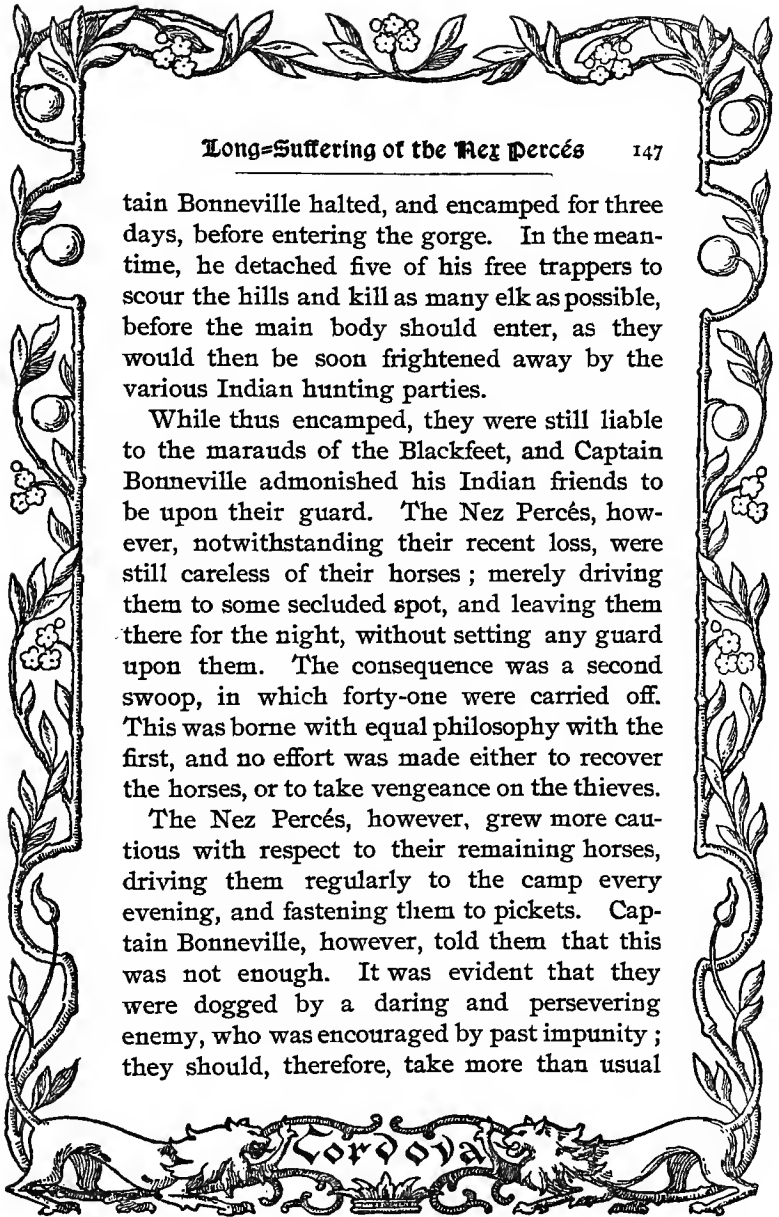 Long=Suffering of the Nez Percés 147
tain Bonneville halted, and encamped for three
days, before entering the gorge. In the mean-
time, he detached five of his free trappers to
scour the hills and kill as many elk as possible,
before the main body should enter, as they
would then be soon frightened away by the
various Indian hunting parties.
While thus encamped, they were still liable
to the marauds of the Blackfeet, and Captain
Bonneville admonished his Indian friends to
be upon their guard. The Nez Percés, how-
ever, notwithstanding their recent loss, were
still careless of their horses ; merely driving
them to some secluded spot, and leaving them
there for the night, without setting any guard
upon them. The consequence was a second
swoop, in which forty-one were carried off.
This was borne with equal philosophy with the
first, and no effort was made either to recover
the horses, or to take vengeance on the thieves.
The Nez Percés, however, grew more cau-
tious with respect to their remaining horses,
driving them regularly to the camp every
evening, and fastening them to pickets. Cap-
tain Bonneville, however, told them that this
was not enough. It was evident that they
were dogged by a daring and persevering
enemy, who was encouraged by past impunity ;
they should, therefore, take more than usual
Cordova